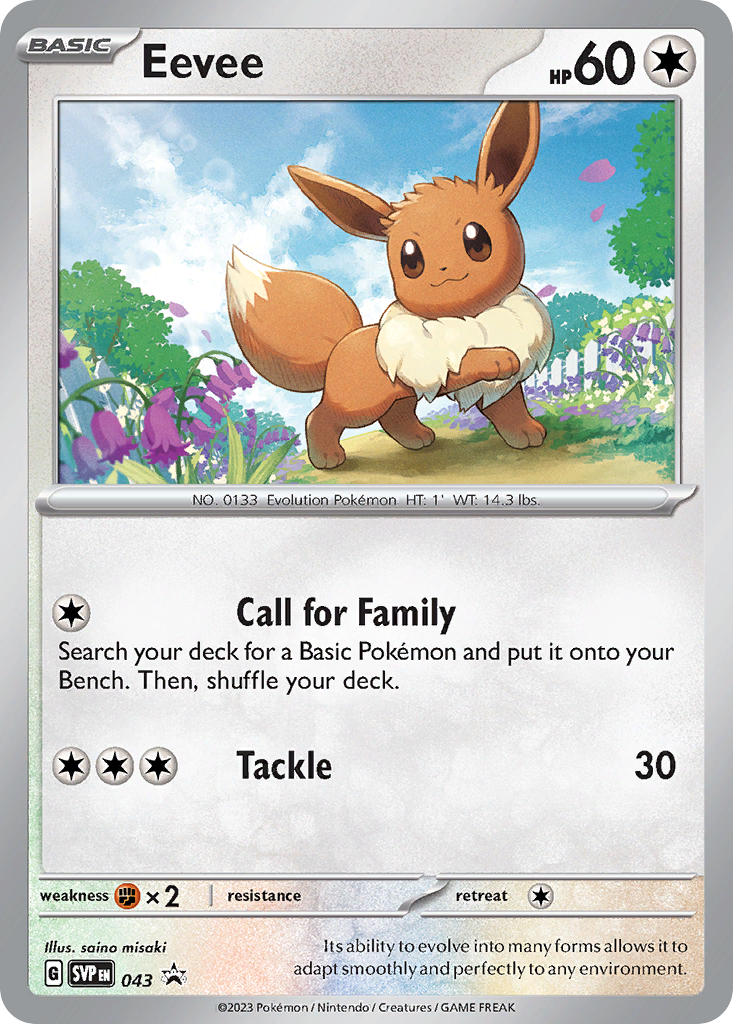 BASIC
Eevee
HP 60
NO. 0133 Evolution Pokémon HT: 1' WT: 14.3 lbs.
Call for Family
Search your deck for a Basic Pokémon and put it onto your
Bench. Then, shuffle your deck.
Tackle 30
weakness ×2 resistance retreat
Illus. saino misaki
Its ability to evolve into many forms allows it to
adapt smoothly and perfectly to any environment.
G SVP EN 043
©2023 Pokémon / Nintendo / Creatures / GAME FREAK